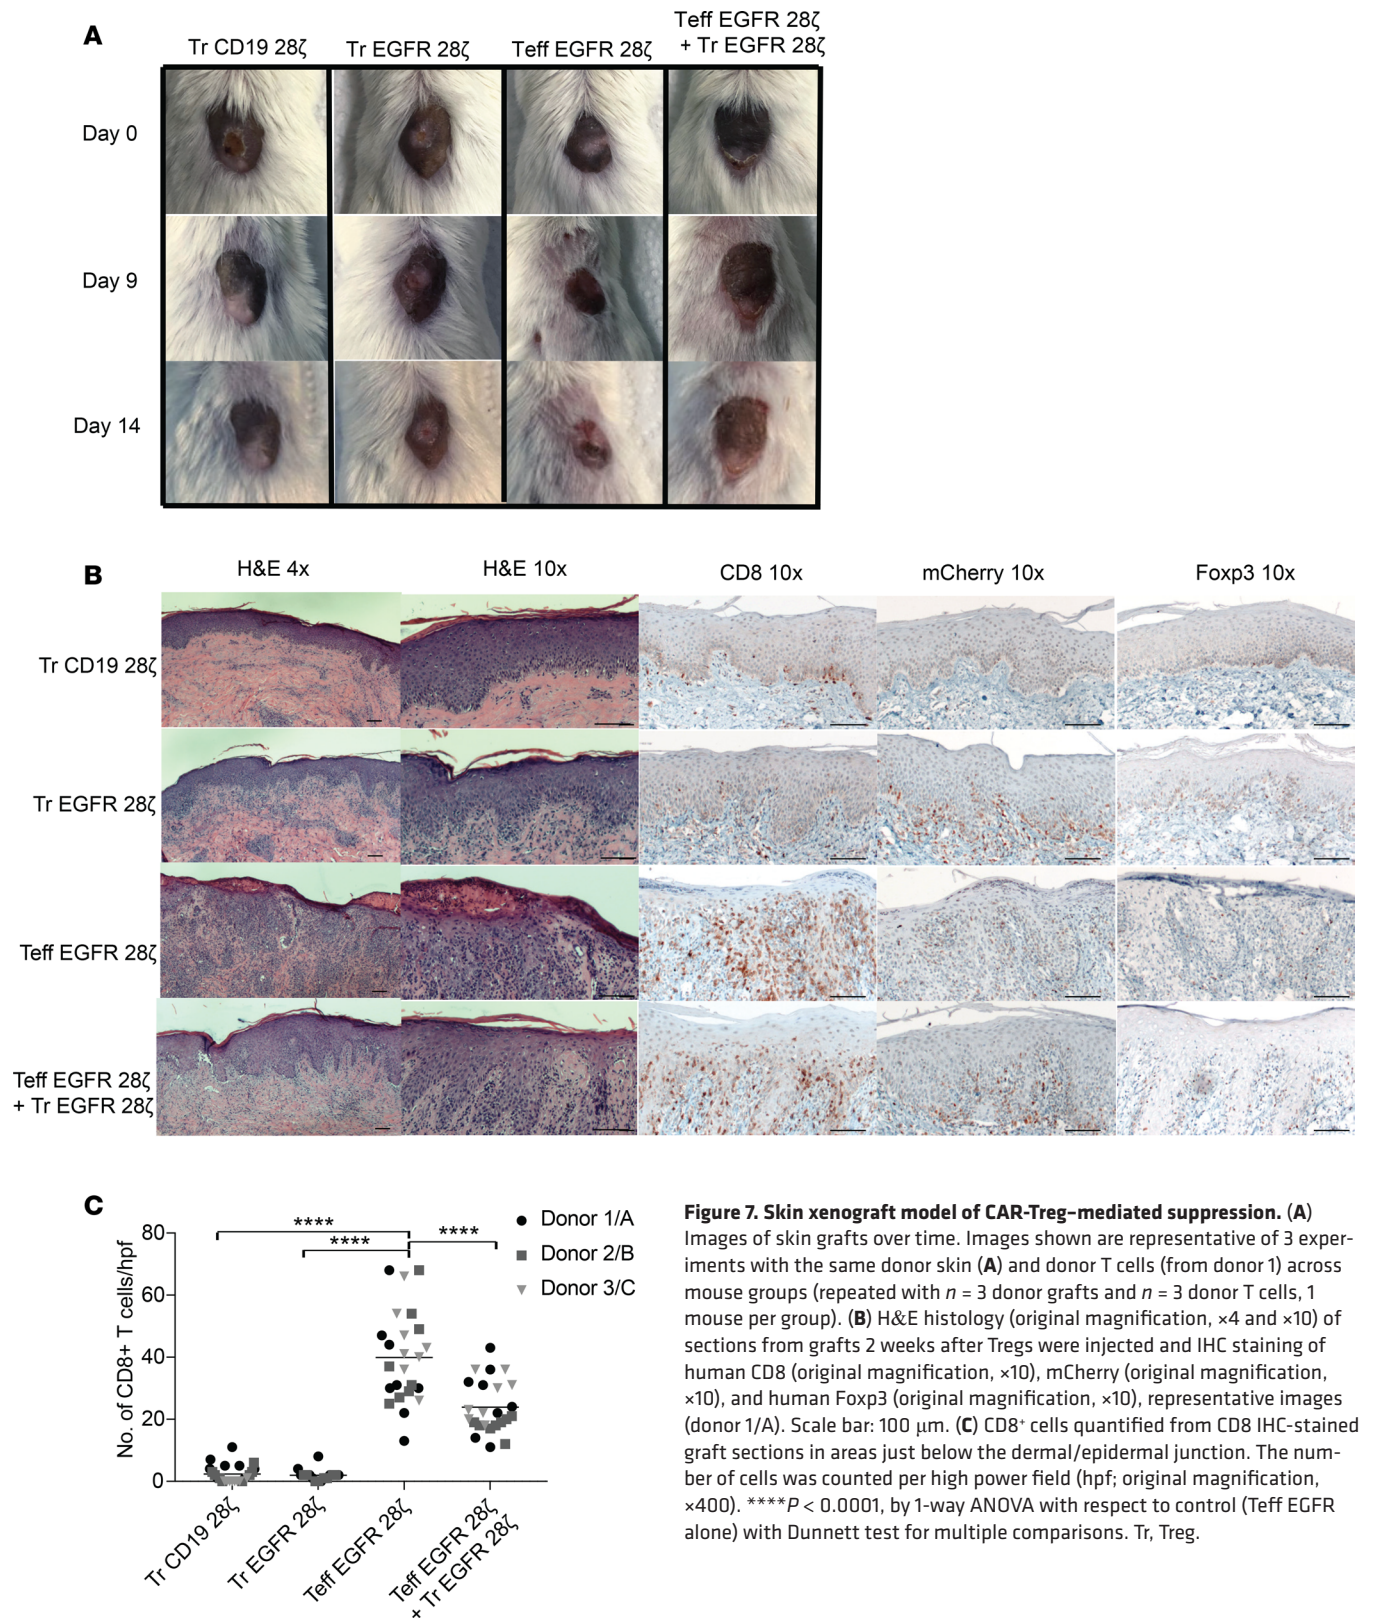 A
Tr CD19 28ζ
Tr EGFR 28ζ
Teff EGFR 28ζ
Teff EGFR 28ζ
+ Tr EGFR 28ζ
Day 0
Day 9
Day 14
B
H&E 4x
H&E 10x
CD8 10x
mCherry 10x
Foxp3 10x
Tr CD19 28ζ
Tr EGFR 28ζ
Teff EGFR 28ζ
Teff EGFR 28ζ
+ Tr EGFR 28ζ
C
No. of CD8+ T cells/hpf
80
60
40
20
0
****
****
****
Donor 1/A
Donor 2/B
Donor 3/C
Tr CD19 28ζ
Tr EGFR 28ζ
Teff EGFR 28ζ
Teff EGFR 28ζ
+ Tr EGFR 28ζ
Figure 7. Skin xenograft model of CAR-Treg–mediated suppression. (A)
Images of skin grafts over time. Images shown are representative of 3 exper-
iments with the same donor skin (A) and donor T cells (from donor 1) across
mouse groups (repeated with n = 3 donor grafts and n = 3 donor T cells, 1
mouse per group). (B) H&E histology (original magnification, ×4 and ×10) of
sections from grafts 2 weeks after Tregs were injected and IHC staining of
human CD8 (original magnification, ×10), mCherry (original magnification,
×10), and human Foxp3 (original magnification, ×10), representative images
(donor 1/A). Scale bar: 100 μm. (C) CD8⁺ cells quantified from CD8 IHC-stained
graft sections in areas just below the dermal/epidermal junction. The num-
ber of cells was counted per high power field (hpf; original magnification,
×400). ****P < 0.0001, by 1-way ANOVA with respect to control (Teff EGFR
alone) with Dunnett test for multiple comparisons. Tr, Treg.